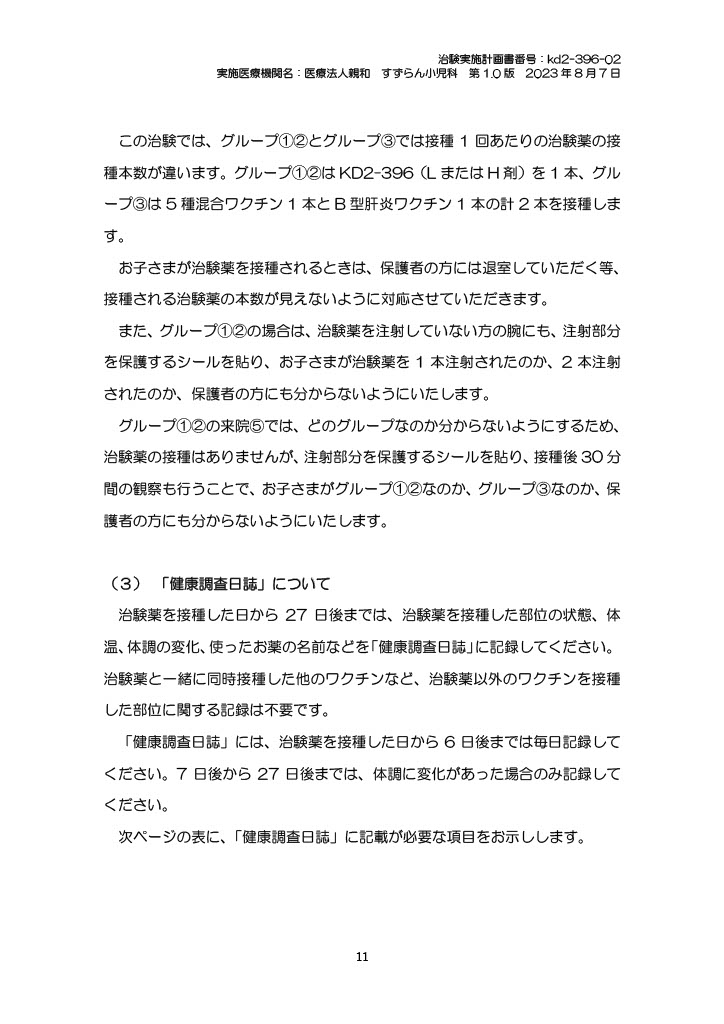 治験実施計画書番号：kd2-396-02
実施医療機関名：医療法人親和　すずらん小児科　第1.0版　2023年8月7日
この治験では、グループ①②とグループ③では接種 1 回あたりの治験薬の接
種本数が違います。グループ①②は KD2-396（L または H 剤）を 1 本、グル
ープ③は 5 種混合ワクチン 1 本と B 型肝炎ワクチン 1 本の計 2 本を接種しま
す。
お子さまが治験薬を接種されるときは、保護者の方には退室していただく等、
接種される治験薬の本数が見えないように対応させていただきます。
また、グループ①②の場合は、治験薬を注射していない方の腕にも、注射部分
を保護するシールを貼り、お子さまが治験薬を 1 本注射されたのか、2 本注射
されたのか、保護者の方にも分からないようにいたします。
グループ①②の来院⑤では、どのグループなのか分からないようにするため、
治験薬の接種はありませんが、注射部分を保護するシールを貼り、接種後 30 分
間の観察も行うことで、お子さまがグループ①②なのか、グループ③なのか、保
護者の方にも分からないようにいたします。
（3）　「健康調査日誌」について
治験薬を接種した日から 27 日後までは、治験薬を接種した部位の状態、体
温、体調の変化、使ったお薬の名前などを「健康調査日誌」に記録してください。
治験薬と一緒に同時接種した他のワクチンなど、治験薬以外のワクチンを接種
した部位に関する記録は不要です。
「健康調査日誌」には、治験薬を接種した日から 6 日後までは毎日記録して
ください。7 日後から 27 日後までは、体調に変化があった場合のみ記録して
ください。
次ページの表に、「健康調査日誌」に記載が必要な項目をお示しします。
11